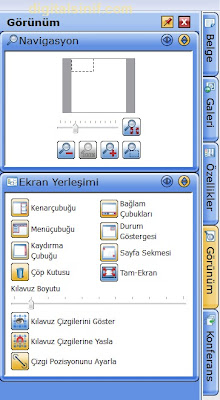 Görünüm
Navigasyon
Ekran Yerleşimi
Kenarçubuğu
Bağlam Çubukları
Menüçubuğu
Durum Göstergesi
Kaydırma Çubuğu
Sayfa Sekmesi
Çöp Kutusu
Tam-Ekran
Kılavuz Boyutu
Kılavuz Çizgilerini Göster
Kılavuz Çizgilerine Yasla
Çizgi Pozisyonunu Ayarla
Belge
Galeri
Özellikler
Görünüm
Konferans